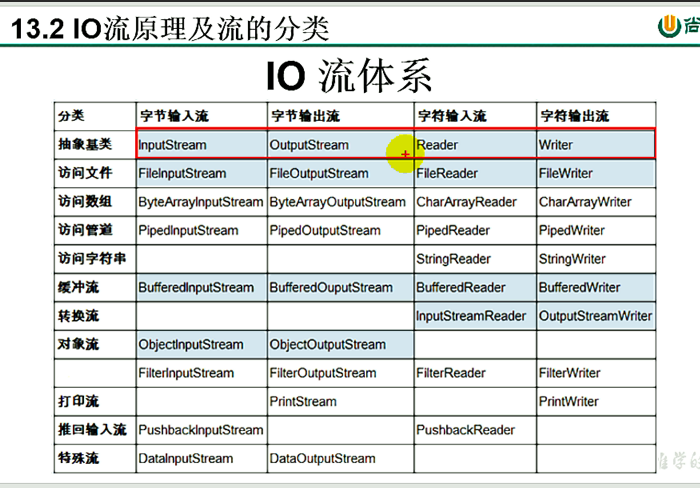 13.2 IO流原理及流的分类
尚
IO 流体系
分类 字节输入流 字节输出流 字符输入流 字符输出流
抽象基类 InputStream OutputStream Reader Writer
访问文件 FileInputStream FileOutputStream FileReader FileWriter
访问数组 ByteArrayInputStream ByteArrayOutputStream CharArrayReader CharArrayWriter
访问管道 PipedInputStream PipedOutputStream PipedReader PipedWriter
访问字符串 StringReader StringWriter
缓冲流 BufferedInputStream BufferedOuputStream BufferedReader BufferedWriter
转换流 InputStreamReader OutputStreamWriter
对象流 ObjectInputStream ObjectOutputStream
FilterInputStream FilterOutputStream FilterReader FilterWriter
打印流 PrintStream PrintWriter
推回输入流 PushbackInputStream PushbackReader
特殊流 DataInputStream DataOutputStream